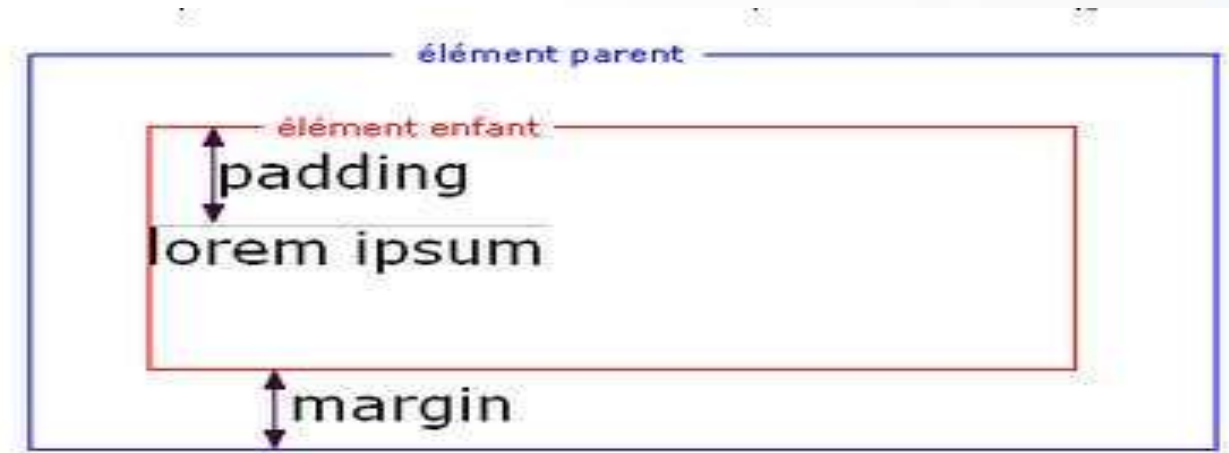 élément parent
élément enfant
padding
lorem ipsum
margin